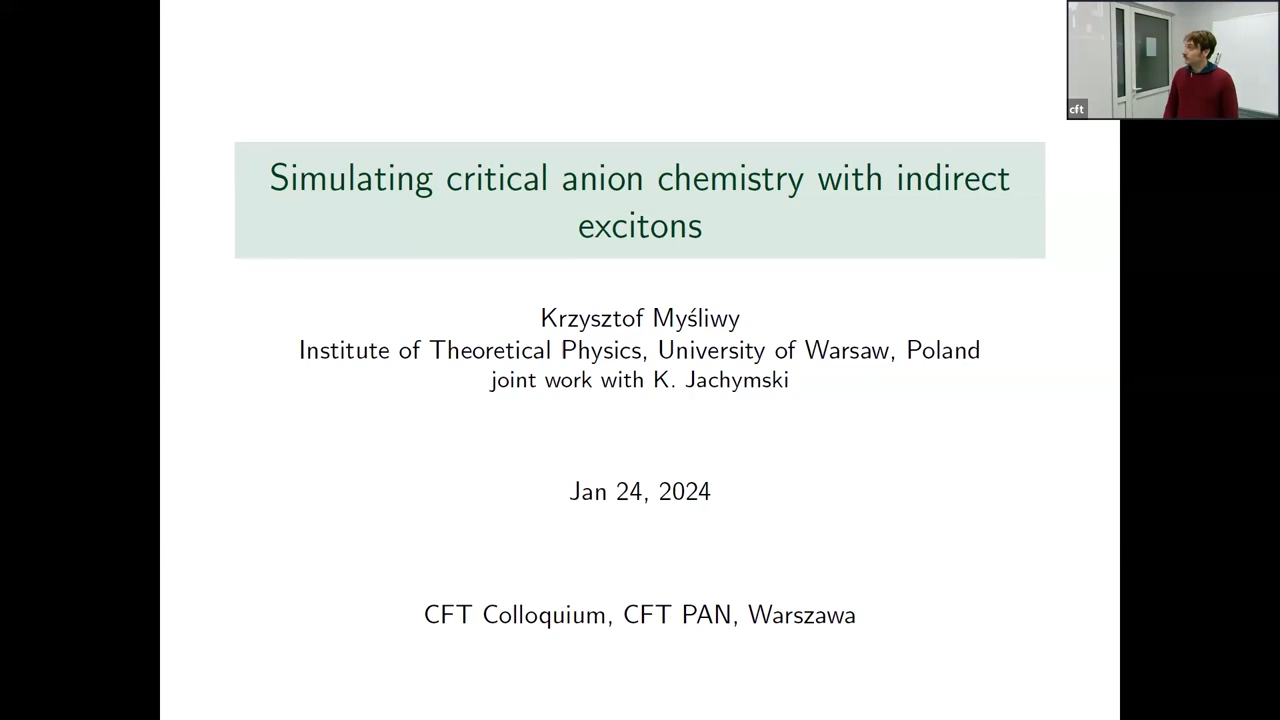 cft
Simulating critical anion chemistry with indirect
excitons
Krzysztof Myśliwy
Institute of Theoretical Physics, University of Warsaw, Poland
joint work with K. Jachymski
Jan 24, 2024
CFT Colloquium, CFT PAN, Warszawa